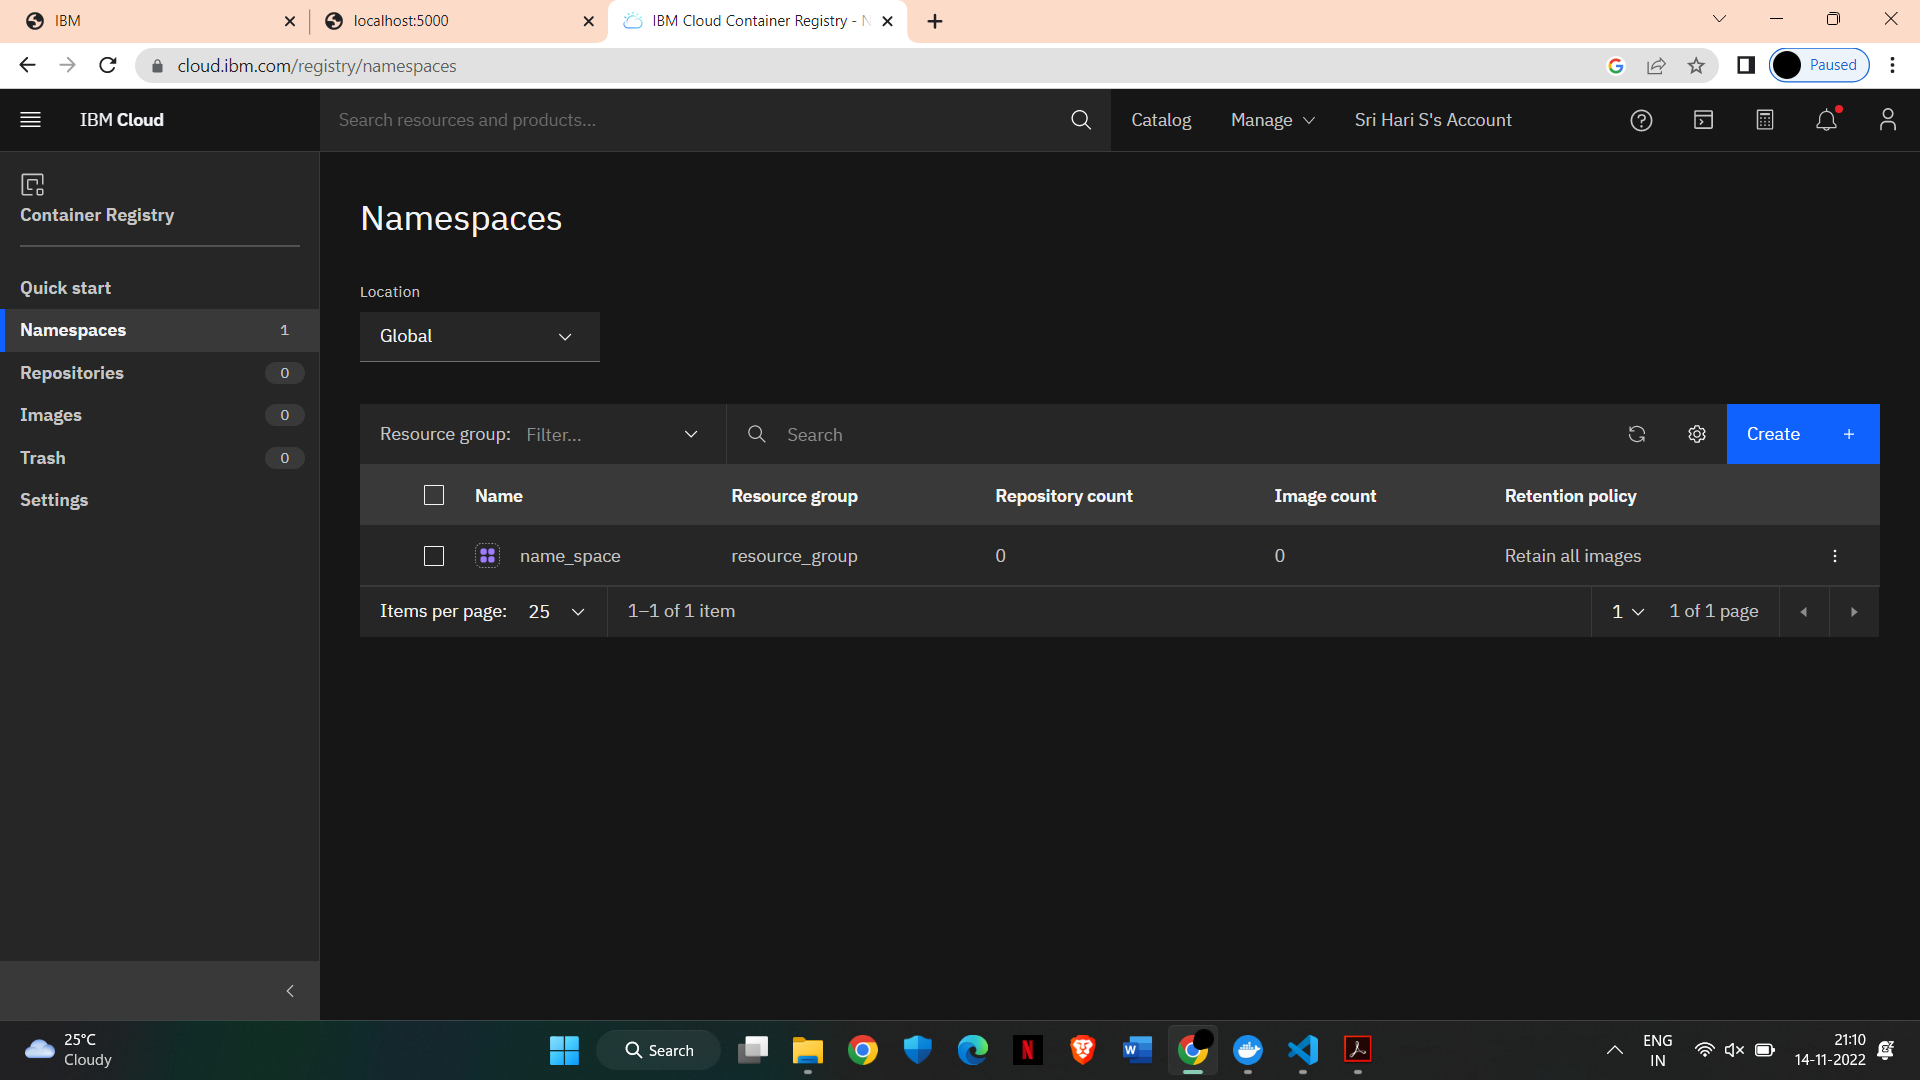 IBM
localhost:5000
IBM Cloud Container Registry - N
cloud.ibm.com/registry/namespaces
Paused
IBM Cloud
Search resources and products...
Catalog
Manage
Sri Hari S's Account
Container Registry
Quick start
Namespaces 1
Repositories 0
Images 0
Trash 0
Settings
Namespaces
Location
Global
Resource group: Filter...
Search
Create +
Name Resource group Repository count Image count Retention policy
name_space resource_group 0 0 Retain all images
Items per page: 25 1–1 of 1 item 1 1 of 1 page
25°C
Cloudy
Search
ENG
IN
21:10
14-11-2022